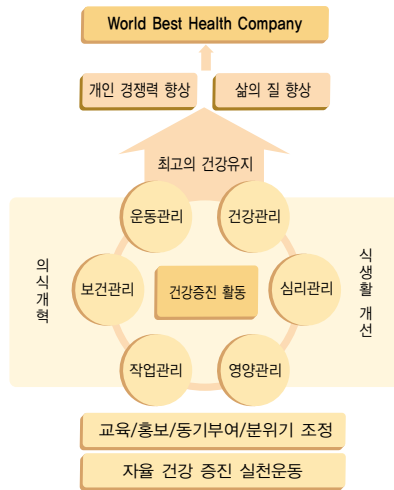 World Best Health Company
개인 경쟁력 향상
삶의 질 향상
최고의 건강유지
운동관리
건강관리
의식개혁
보건관리
건강증진 활동
심리관리
식생활 개선
작업관리
영양관리
교육/홍보/동기부여/분위기 조정
자율 건강 증진 실천운동